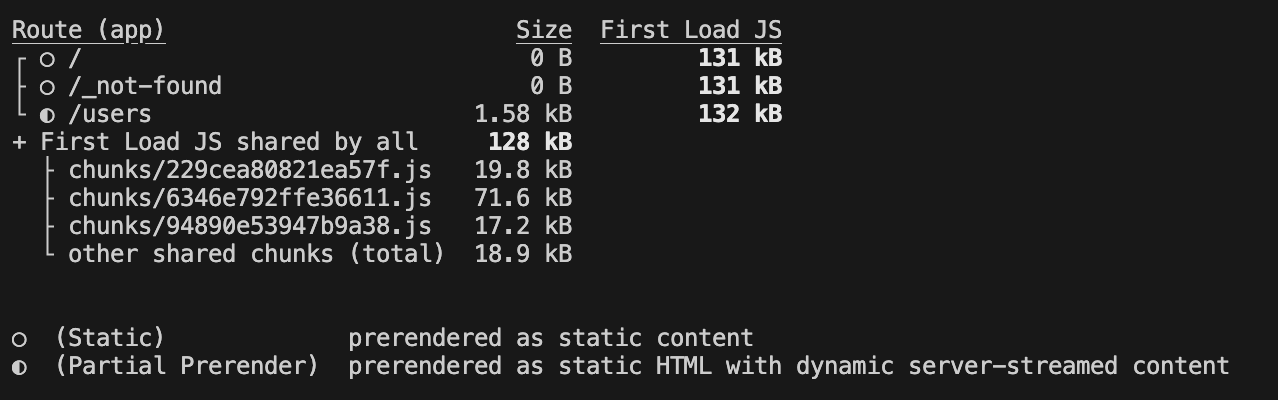 Route (app)                         Size  First Load JS
┌ ○ /                                0 B         131 kB
├ ○ /_not-found                      0 B         131 kB
└ ◐ /users                       1.58 kB         132 kB
+ First Load JS shared by all     128 kB
  ├ chunks/229cea80821ea57f.js   19.8 kB
  ├ chunks/6346e792ffe36611.js   71.6 kB
  ├ chunks/94890e53947b9a38.js   17.2 kB
  └ other shared chunks (total)  18.9 kB
○  (Static)             prerendered as static content
◐  (Partial Prerender)  prerendered as static HTML with dynamic server-streamed content